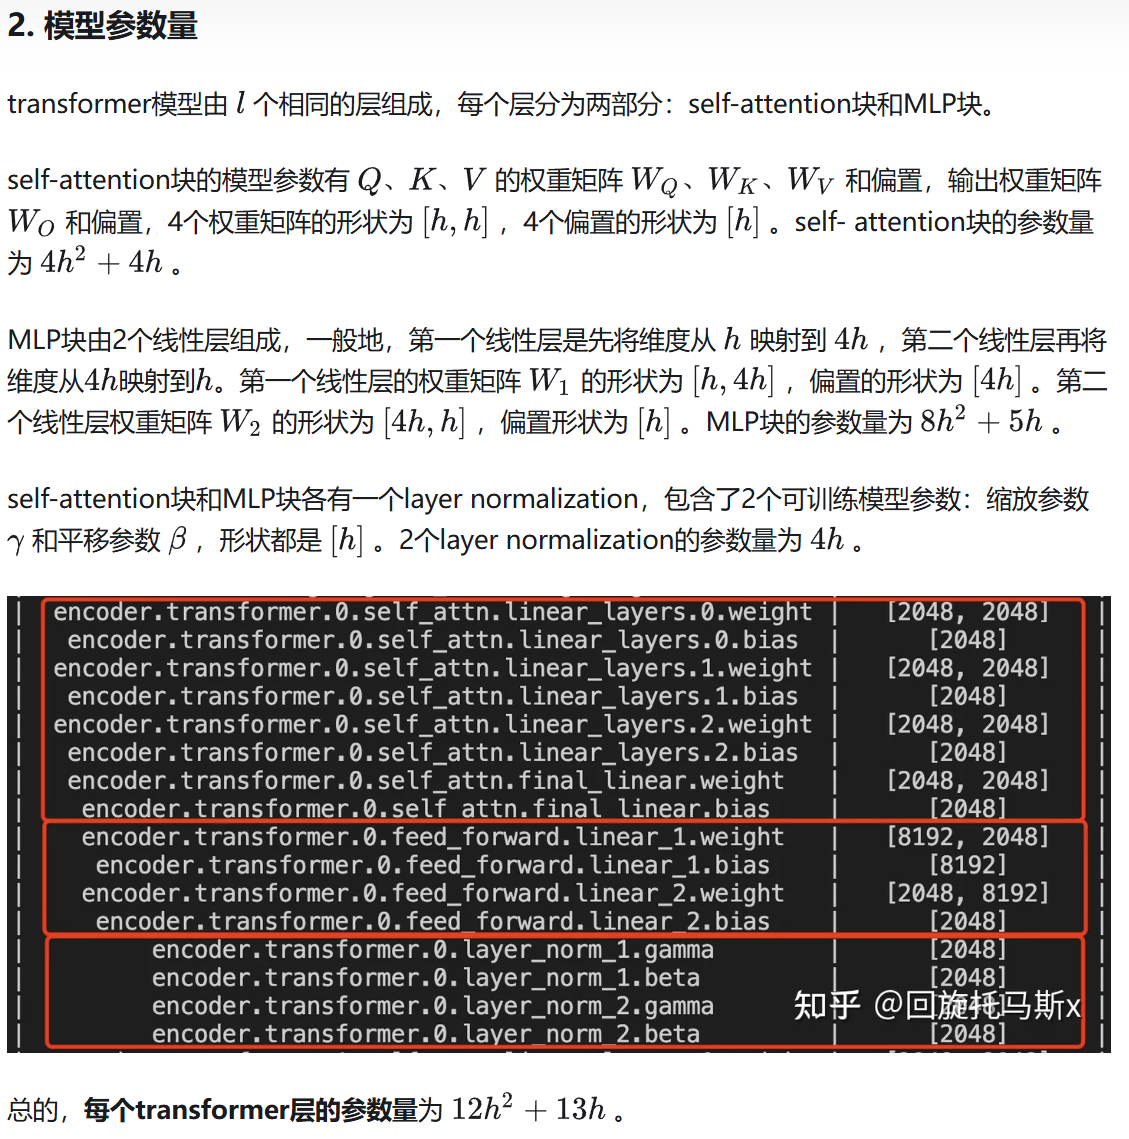 2. 模型参数量
transformer模型由 l 个相同的层组成，每个层分为两部分：self-attention块和MLP块。
self-attention块的模型参数有 Q、K、V 的权重矩阵 W_Q、W_K、W_V 和偏置，输出权重矩阵
W_O 和偏置，4个权重矩阵的形状为 [h, h] ，4个偏置的形状为 [h] 。self- attention块的参数量
为 4h² + 4h 。
MLP块由2个线性层组成，一般地，第一个线性层是先将维度从 h 映射到 4h ，第二个线性层再将
维度从4h映射到h。第一个线性层的权重矩阵 W_1 的形状为 [h, 4h] ，偏置的形状为 [4h] 。第二
个线性层权重矩阵 W_2 的形状为 [4h, h] ，偏置形状为 [h] 。MLP块的参数量为 8h² + 5h 。
self-attention块和MLP块各有一个layer normalization，包含了2个可训练模型参数：缩放参数
γ 和平移参数 β ，形状都是 [h] 。2个layer normalization的参数量为 4h 。
| encoder.transformer.0.self_attn.linear_layers.0.weight | [2048, 2048] |
| encoder.transformer.0.self_attn.linear_layers.0.bias | [2048] |
| encoder.transformer.0.self_attn.linear_layers.1.weight | [2048, 2048] |
| encoder.transformer.0.self_attn.linear_layers.1.bias | [2048] |
| encoder.transformer.0.self_attn.linear_layers.2.weight | [2048, 2048] |
| encoder.transformer.0.self_attn.linear_layers.2.bias | [2048] |
| encoder.transformer.0.self_attn.final_linear.weight | [2048, 2048] |
| encoder.transformer.0.self_attn.final_linear.bias | [2048] |
| encoder.transformer.0.feed_forward.linear_1.weight | [8192, 2048] |
| encoder.transformer.0.feed_forward.linear_1.bias | [8192] |
| encoder.transformer.0.feed_forward.linear_2.weight | [2048, 8192] |
| encoder.transformer.0.feed_forward.linear_2.bias | [2048] |
| encoder.transformer.0.layer_norm_1.gamma | [2048] |
| encoder.transformer.0.layer_norm_1.beta | [2048] |
| encoder.transformer.0.layer_norm_2.gamma |
知乎 @回旋托马斯x
| encoder.transformer.0.layer_norm_2.beta | [2048] |
总的，每个transformer层的参数量为 12h² + 13h 。